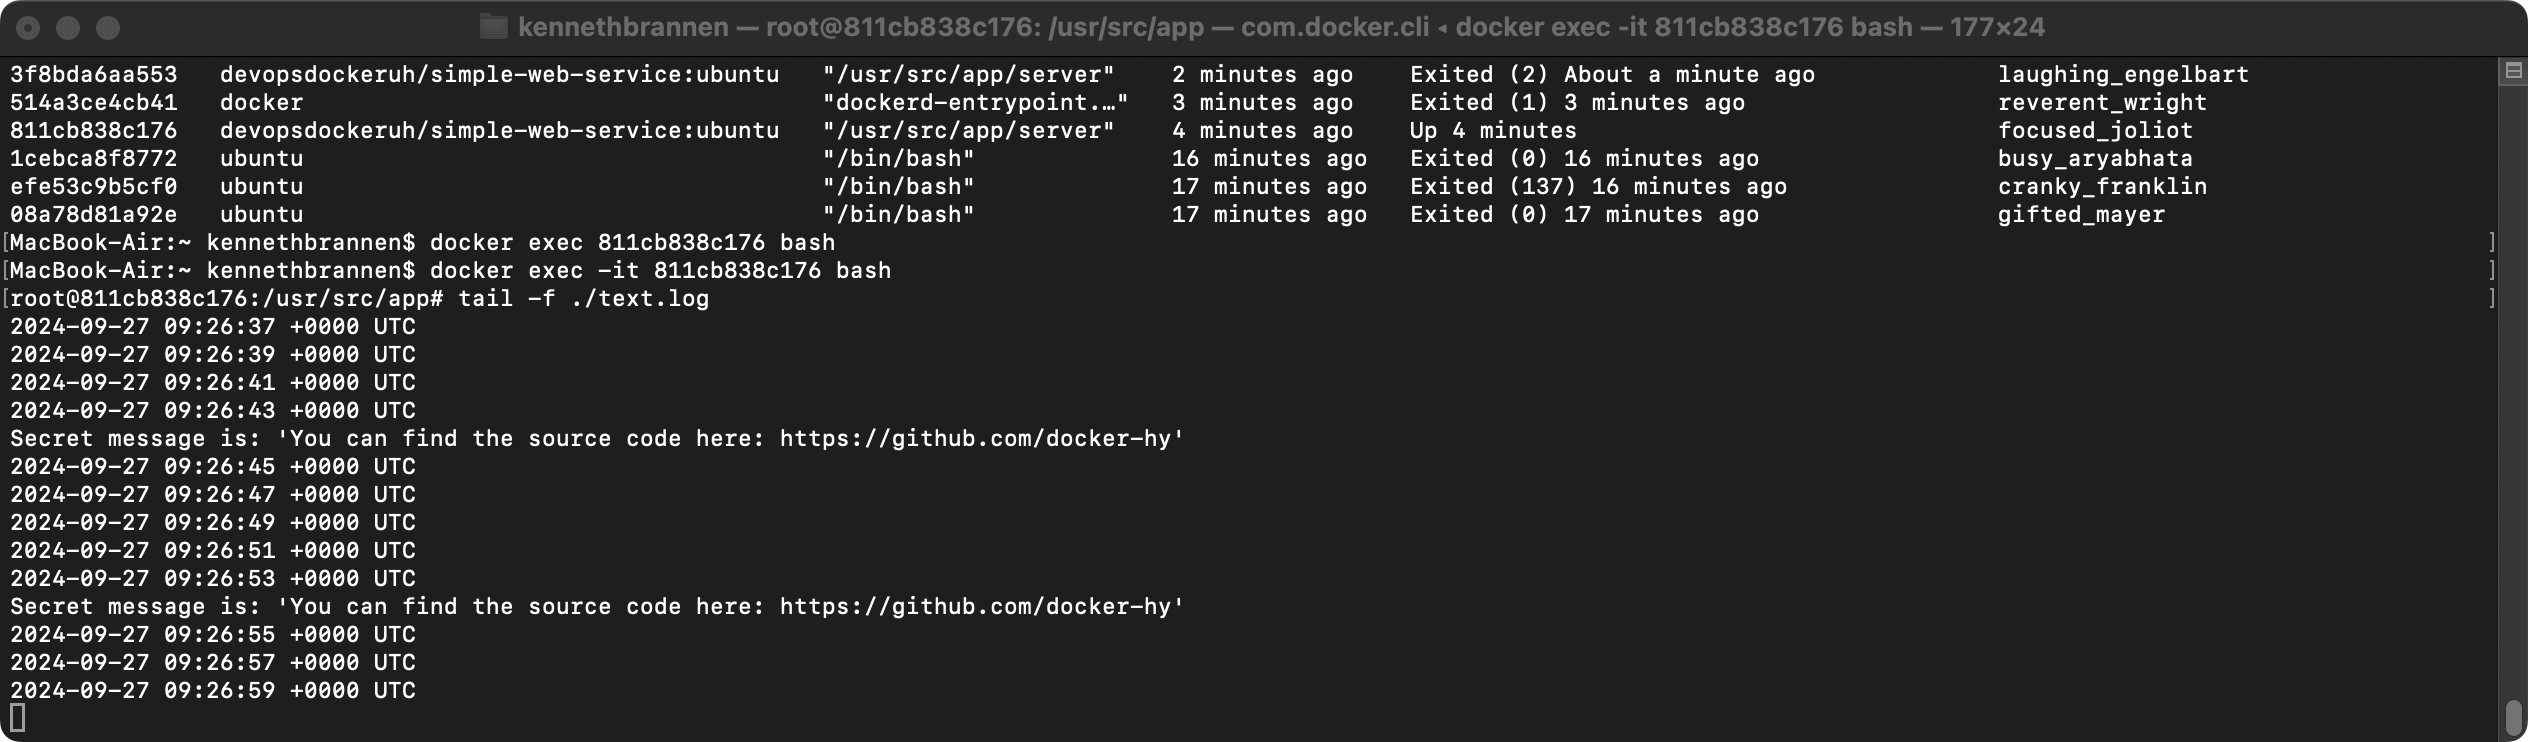 kennethbrannen — root@811cb838c176: /usr/src/app — com.docker.cli ◂ docker exec -it 811cb838c176 bash — 177×24
3f8bda6aa553   devopsdockeruh/simple-web-service:ubuntu   "/usr/src/app/server"    2 minutes ago    Exited (2) About a minute ago             laughing_engelbart
514a3ce4cb41   docker                                     "dockerd-entrypoint.…"   3 minutes ago    Exited (1) 3 minutes ago                  reverent_wright
811cb838c176   devopsdockeruh/simple-web-service:ubuntu   "/usr/src/app/server"    4 minutes ago    Up 4 minutes                              focused_joliot
1cebca8f8772   ubuntu                                     "/bin/bash"              16 minutes ago   Exited (0) 16 minutes ago                 busy_aryabhata
efe53c9b5cf0   ubuntu                                     "/bin/bash"              17 minutes ago   Exited (137) 16 minutes ago               cranky_franklin
08a78d81a92e   ubuntu                                     "/bin/bash"              17 minutes ago   Exited (0) 17 minutes ago                 gifted_mayer
[MacBook-Air:~ kennethbrannen$ docker exec 811cb838c176 bash ]
[MacBook-Air:~ kennethbrannen$ docker exec -it 811cb838c176 bash ]
[root@811cb838c176:/usr/src/app# tail -f ./text.log ]
2024-09-27 09:26:37 +0000 UTC
2024-09-27 09:26:39 +0000 UTC
2024-09-27 09:26:41 +0000 UTC
2024-09-27 09:26:43 +0000 UTC
Secret message is: 'You can find the source code here: https://github.com/docker-hy'
2024-09-27 09:26:45 +0000 UTC
2024-09-27 09:26:47 +0000 UTC
2024-09-27 09:26:49 +0000 UTC
2024-09-27 09:26:51 +0000 UTC
2024-09-27 09:26:53 +0000 UTC
Secret message is: 'You can find the source code here: https://github.com/docker-hy'
2024-09-27 09:26:55 +0000 UTC
2024-09-27 09:26:57 +0000 UTC
2024-09-27 09:26:59 +0000 UTC